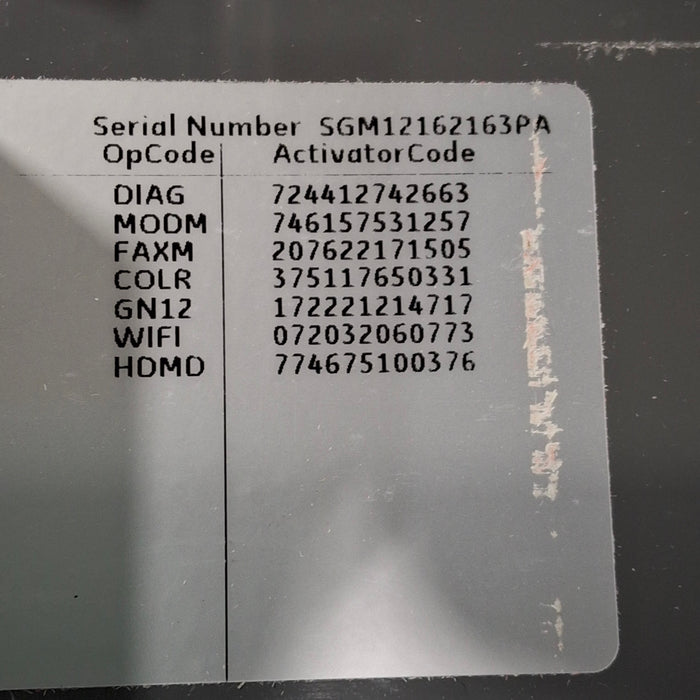 Serial Number SGM12162163PA
OpCode ActivatorCode
DIAG 724412742663
MODM 746157531257
FAXM 207622171505
COLR 375117650331
GN12 172221214717
WIFI 072032060773
HDMD 774675100376